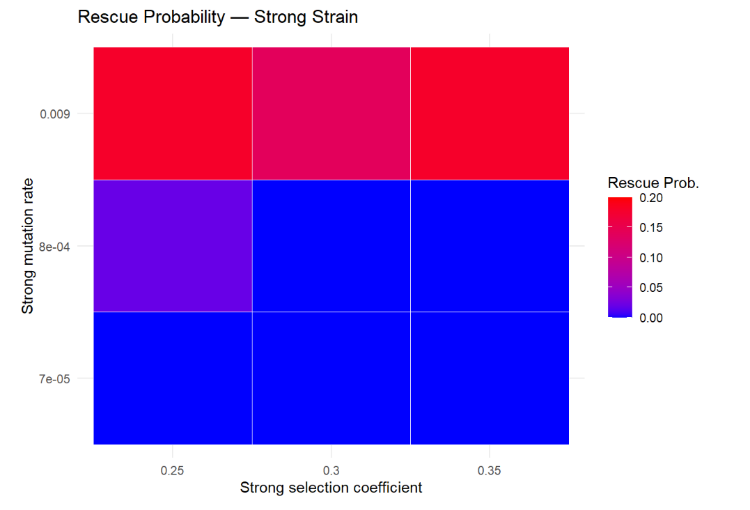 Rescue Probability — Strong Strain
Strong mutation rate
0.009
8e-04
7e-05
0.25
0.3
0.35
Strong selection coefficient
Rescue Prob.
0.20
0.15
0.10
0.05
0.00